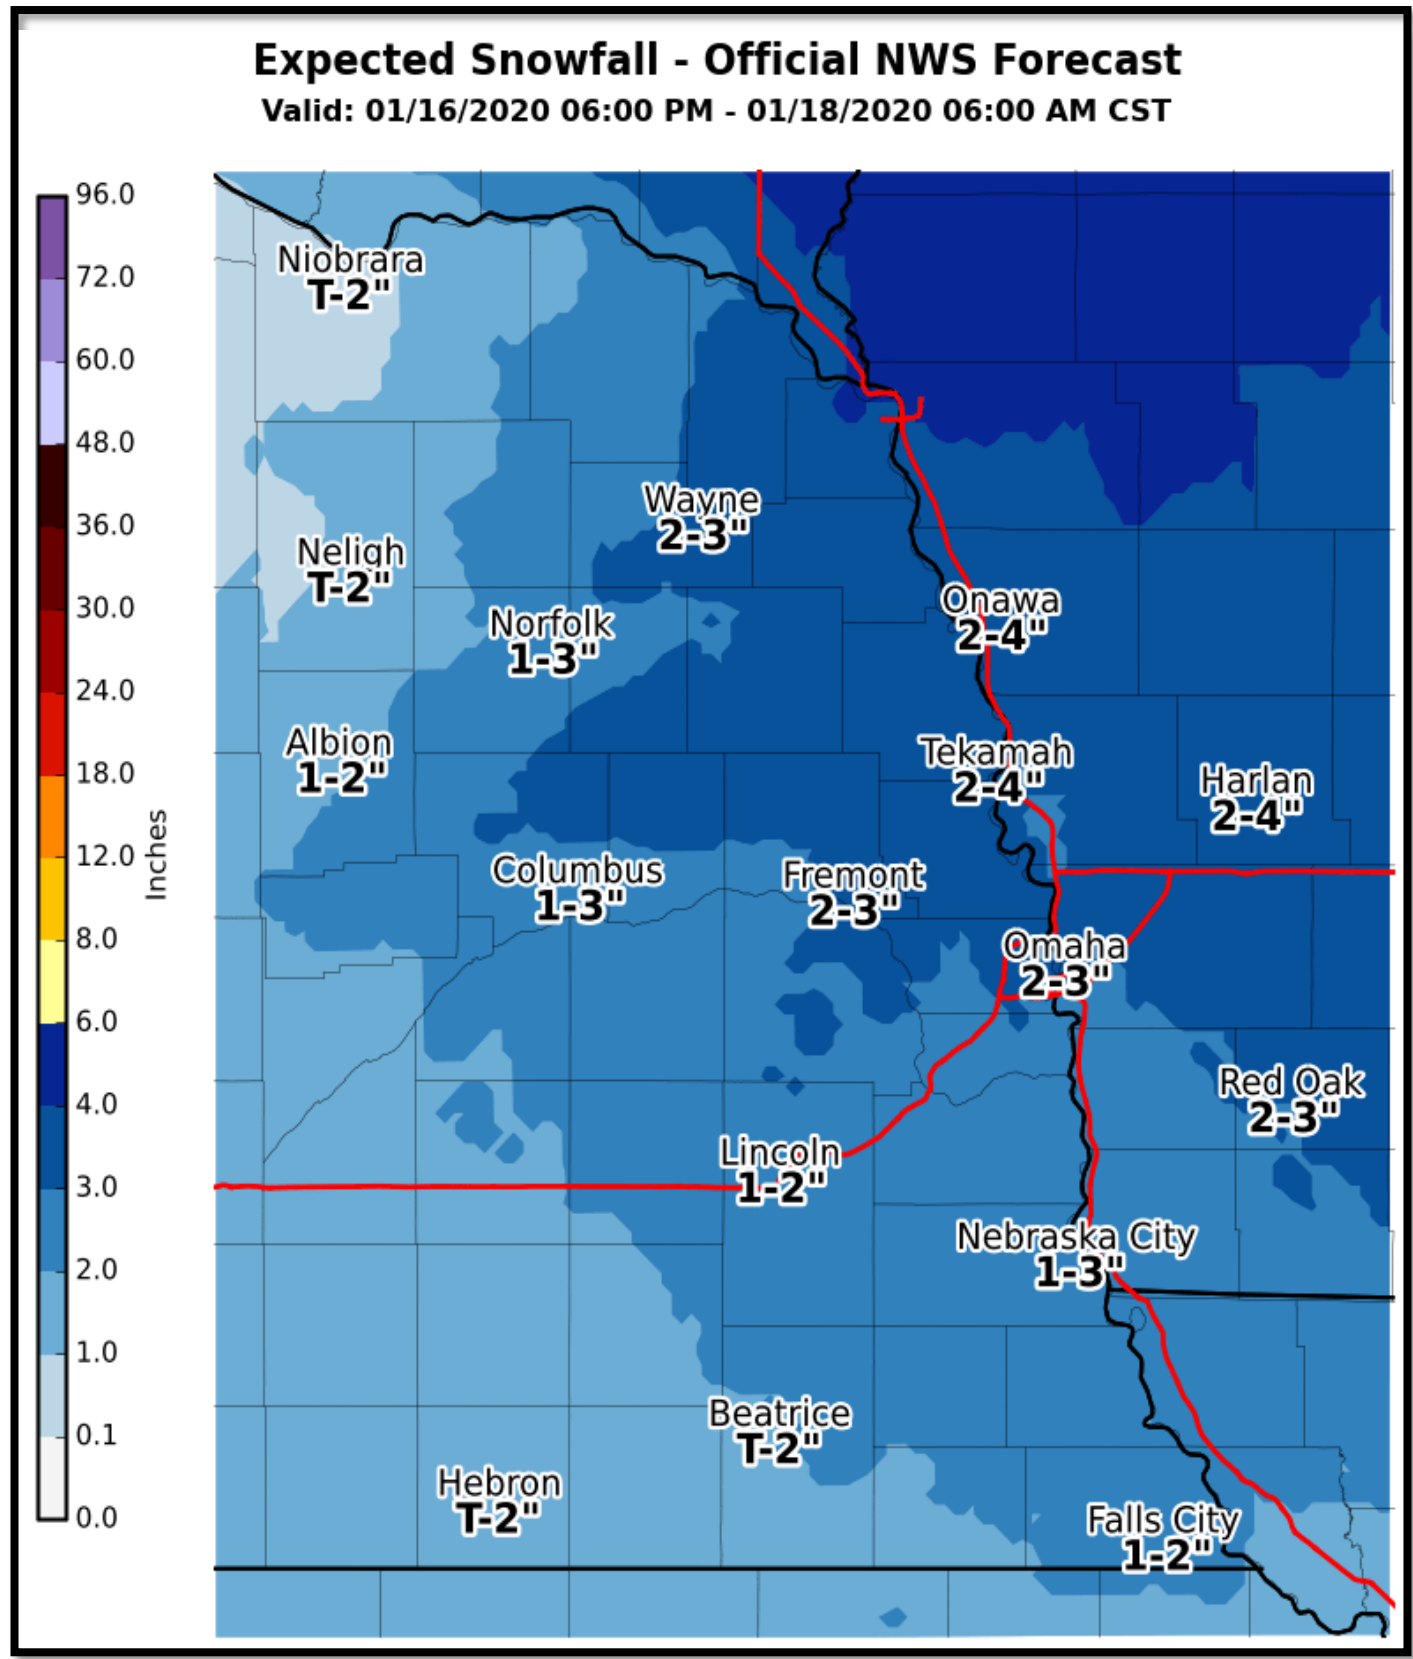 Expected Snowfall - Official NWS Forecast
Valid: 01/16/2020 06:00 PM - 01/18/2020 06:00 AM CST
96.0
72.0
60.0
48.0
36.0
30.0
24.0
18.0
12.0
8.0
6.0
4.0
3.0
2.0
1.0
0.1
0.0
Inches
Niobrara
T-2"
Wayne
2-3"
Neligh
T-2"
Norfolk
1-3"
Onawa
2-4"
Albion
1-2"
Tekamah
2-4"
Harlan
2-4"
Columbus
1-3"
Fremont
2-3"
Omaha
2-3"
Red Oak
2-3"
Lincoln
1-2"
Nebraska City
1-3"
Beatrice
T-2"
Hebron
T-2"
Falls City
1-2"